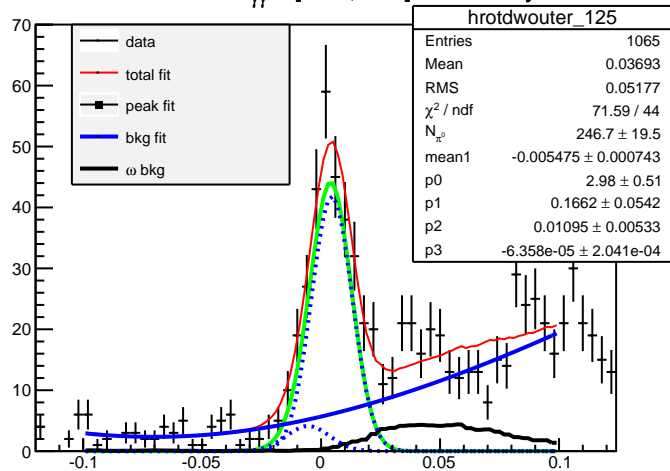 hrotdwouter_125
Entries 1065
Mean 0.03693
RMS 0.05177
χ² / ndf 71.59 / 44
N_π⁰ 246.7 ± 19.5
mean1 -0.005475 ± 0.000743
p0 2.98 ± 0.51
p1 0.1662 ± 0.0542
p2 0.01095 ± 0.00533
p3 -6.358e-05 ± 2.041e-04
data
total fit
peak fit
bkg fit
ω bkg
70
60
50
40
30
20
10
0
-0.1 -0.05 0 0.05 0.1